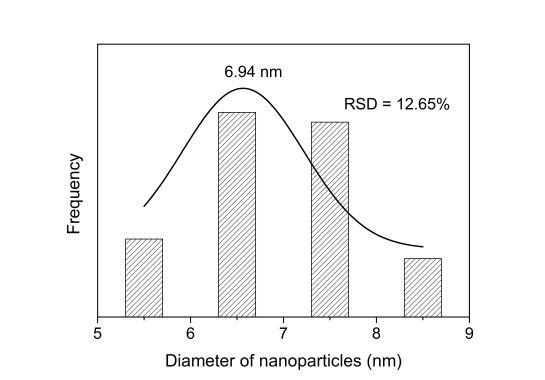 6.94 nm
RSD = 12.65%
Frequency
5 6 7 8 9
Diameter of nanoparticles (nm)